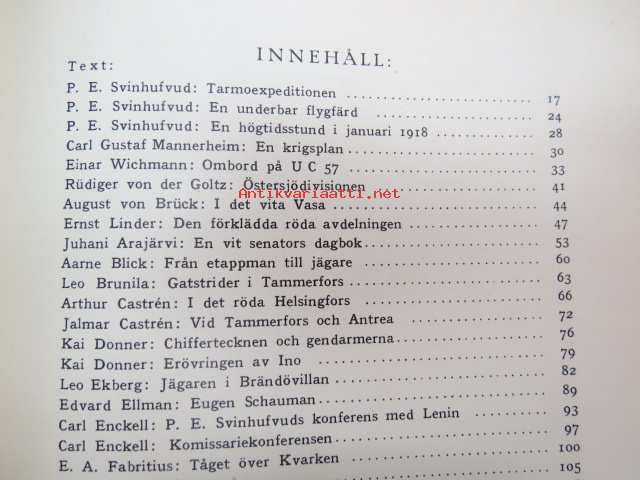 INNEHÅLL:
Text:
P. E. Svinhufvud: Tarmoexpeditionen 17
P. E. Svinhufvud: En underbar flygfärd 24
P. E. Svinhufvud: En högtidsstund i januari 1918 28
Carl Gustaf Mannerheim: En krigsplan 30
Einar Wichmann: Ombord på U C 57 33
Rüdiger von der Goltz: Östersjödivisionen 41
Antikvariaatti.net
August von Brück: I det vita Vasa 44
Ernst Linder: Den förklädda röda avdelningen 47
Juhani Arajärvi: En vit senators dagbok 53
Aarne Blick: Från etappman till jägare 60
Leo Brunila: Gatstrider i Tammerfors 63
Arthur Castrén: I det röda Helsingfors 66
Jalmar Castrén: Vid Tammerfors och Antrea 72
Kai Donner: Chiffertecknen och gendarmerna 76
Kai Donner: Erövringen av Ino 79
Leo Ekberg: Jägaren i Brändövillan 82
Edvard Ellman: Eugen Schauman 89
Carl Enckell: P. E. Svinhufvuds konferens med Lenin 93
Carl Enckell: Komissariekonferensen 97
E. A. Fabritius: Tåget över Kvarken 100
105